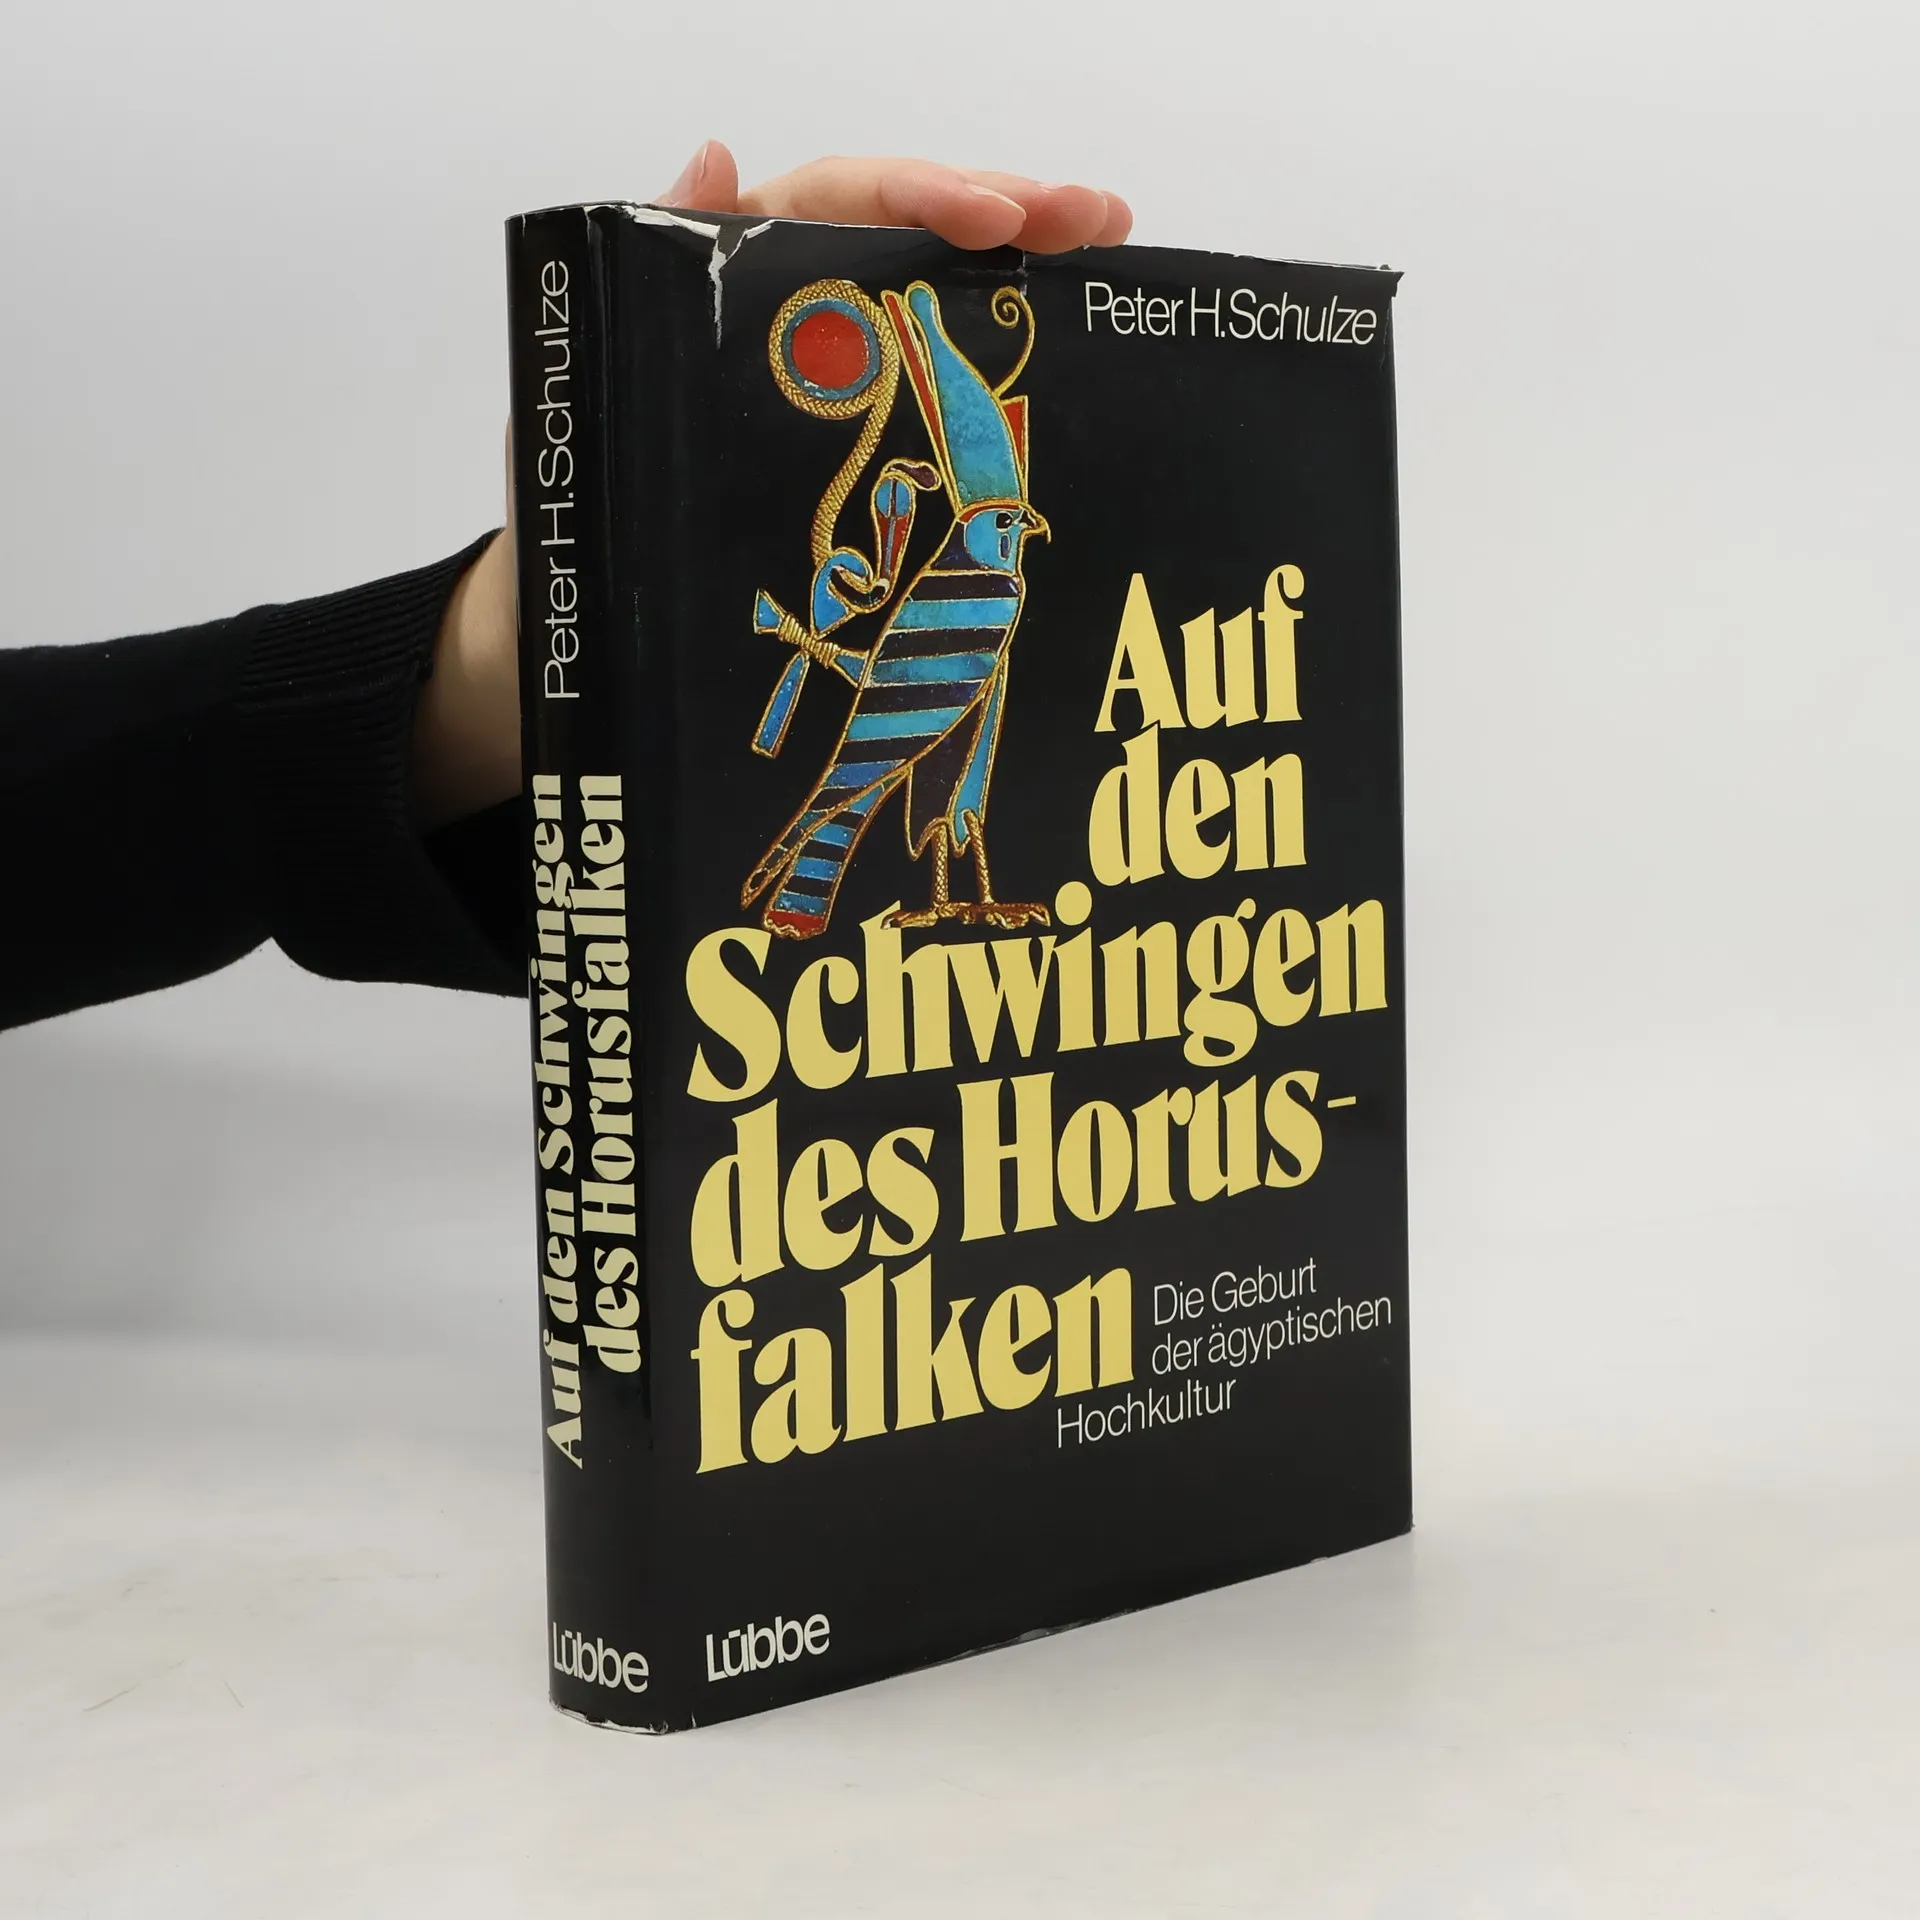 Peter H. Schulze
Auf den Schwingen
des Horusfalken
Lübbe
Peter H. Schulze
Auf
den
Schwingen
des Horus-
falken
Die Geburt
der ägyptischen
Hochkultur
Lübbe